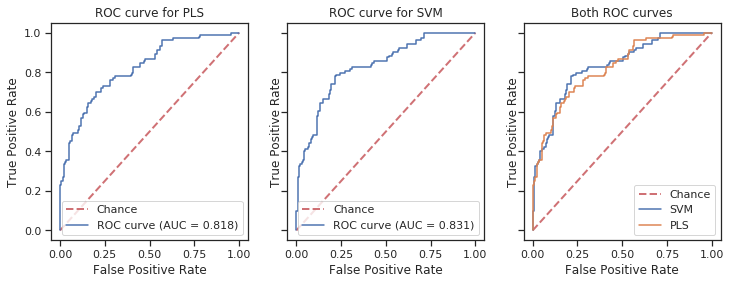 ROC curve for PLS
True Positive Rate
1.0
0.8
0.6
0.4
0.2
0.0
Chance
ROC curve (AUC = 0.818)
0.00 0.25 0.50 0.75 1.00
False Positive Rate
ROC curve for SVM
True Positive Rate
Chance
ROC curve (AUC = 0.831)
0.00 0.25 0.50 0.75 1.00
False Positive Rate
Both ROC curves
True Positive Rate
Chance
SVM
PLS
0.00 0.25 0.50 0.75 1.00
False Positive Rate